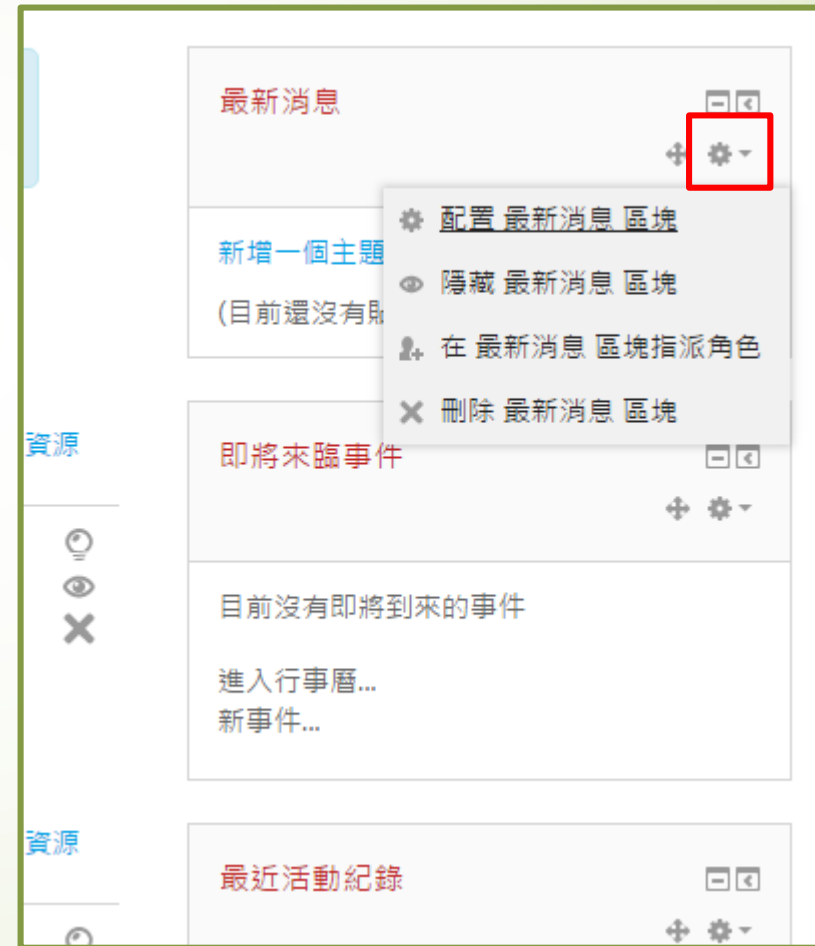 最新消息
配置 最新消息 區塊
新增一個主題
隱藏 最新消息 區塊
(目前還沒有
在 最新消息 區塊指派角色
刪除 最新消息 區塊
資源
即將來臨事件
目前沒有即將到來的事件
進入行事曆...
新事件...
資源
最近活動紀錄